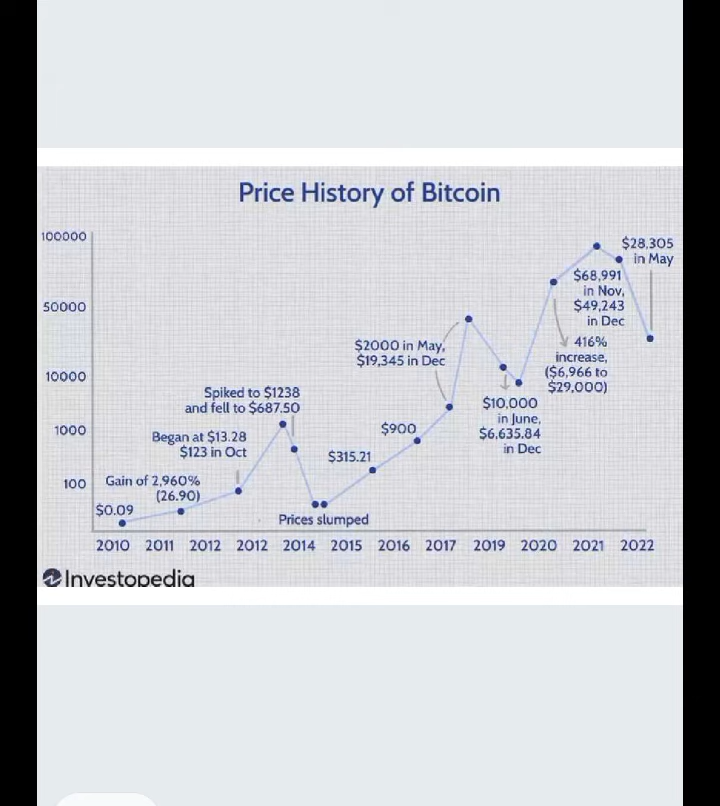 Price History of Bitcoin
100000
50000
10000
1000
100
$0.09
Gain of 2,960%
(26.90)
Began at $13.28
$123 in Oct
Spiked to $1238
and fell to $687.50
Prices slumped
$315.21
$900
$2000 in May,
$19,345 in Dec
$10,000
in June,
$6,635.84
in Dec
416%
increase,
($6,966 to
$29,000)
$68,991
in Nov,
$49,243
in Dec
$28,305
in May
2010 2011 2012 2012 2014 2015 2016 2017 2019 2020 2021 2022
Investopedia